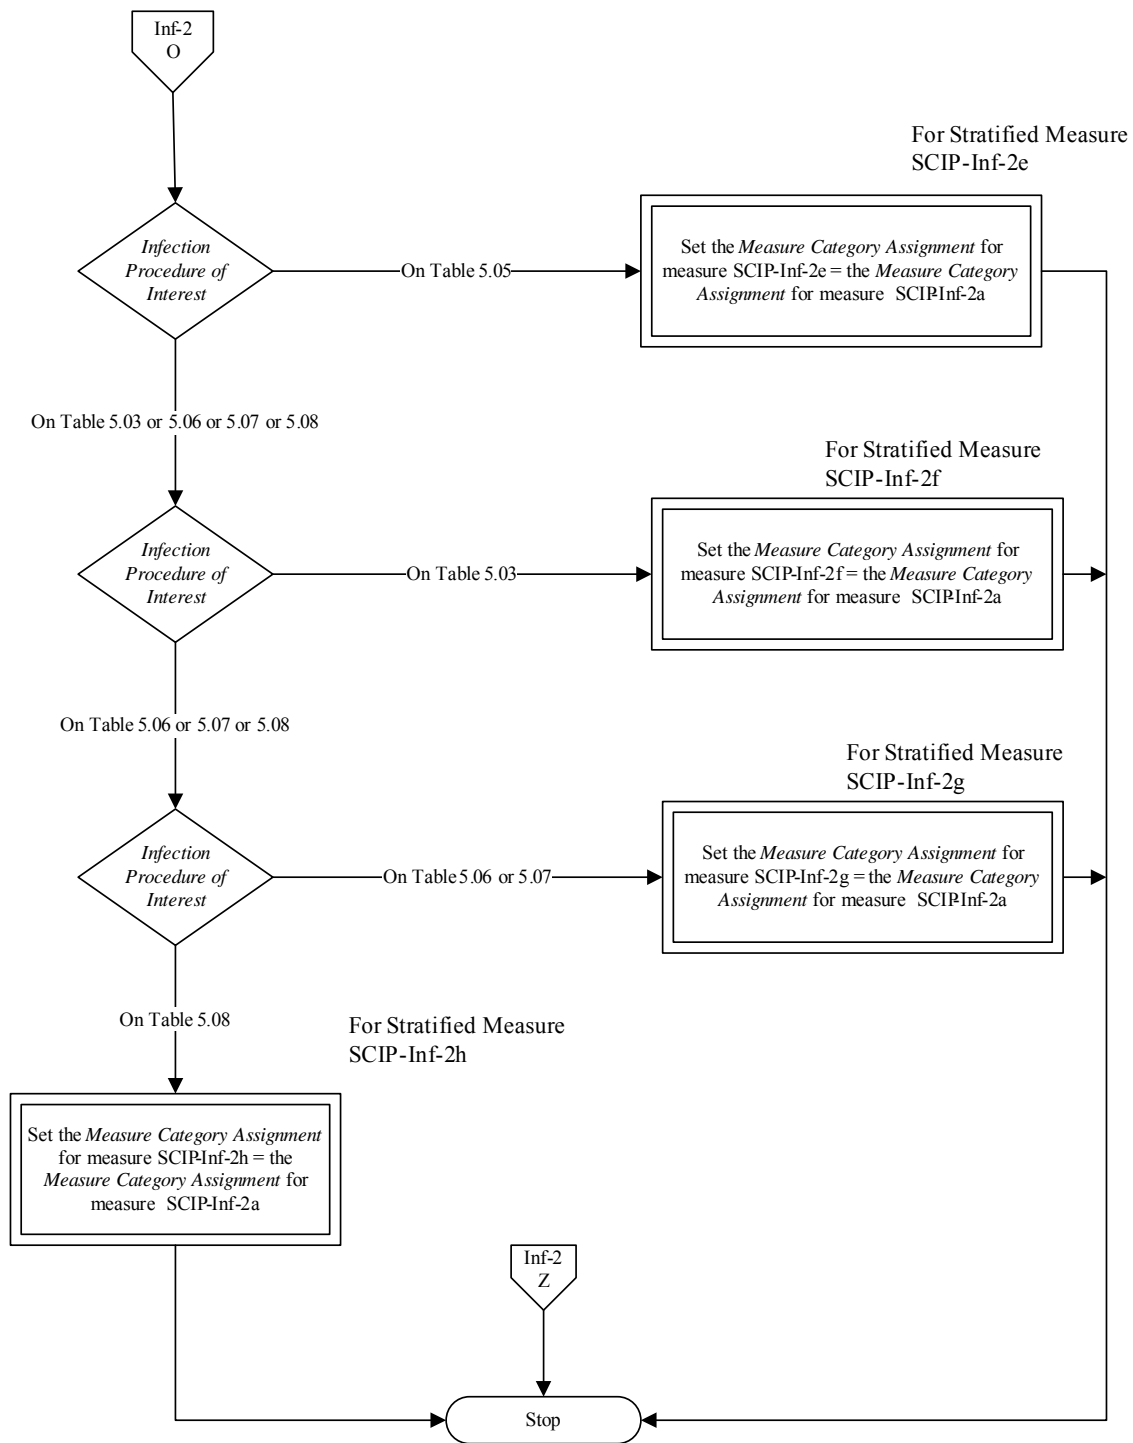 Inf-2
O
For Stratified Measure
SCIP-Inf-2e
Infection
Procedure of
Interest
On Table 5.05
Set the Measure Category Assignment for
measure SCIP-Inf-2e = the Measure Category
Assignment for measure SCIP-Inf-2a
On Table 5.03 or 5.06 or 5.07 or 5.08
For Stratified Measure
SCIP-Inf-2f
Infection
Procedure of
Interest
On Table 5.03
Set the Measure Category Assignment for
measure SCIP-Inf-2f = the Measure Category
Assignment for measure SCIP-Inf-2a
On Table 5.06 or 5.07 or 5.08
For Stratified Measure
SCIP-Inf-2g
Infection
Procedure of
Interest
On Table 5.06 or 5.07
Set the Measure Category Assignment for
measure SCIP-Inf-2g = the Measure Category
Assignment for measure SCIP-Inf-2a
On Table 5.08
For Stratified Measure
SCIP-Inf-2h
Set the Measure Category Assignment
for measure SCIP-Inf-2h = the
Measure Category Assignment for
measure SCIP-Inf-2a
Inf-2
Z
Stop